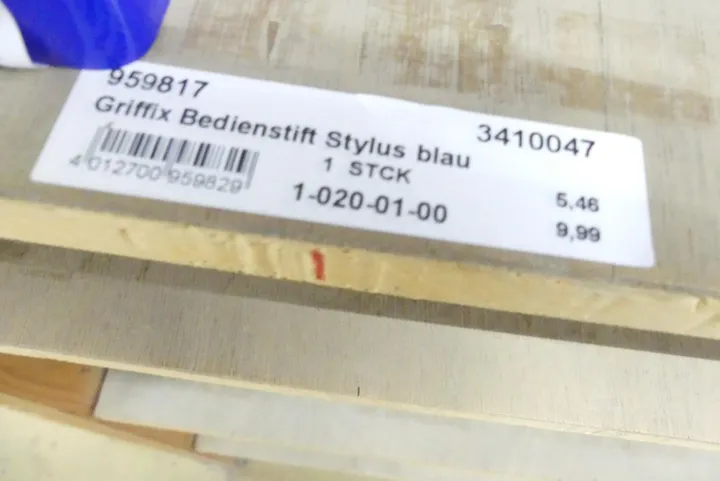 959817
3410047
Griffix Bedienstift Stylus blau
1 STCK
4 012700 959829
1-020-01-00
5,46
9,99